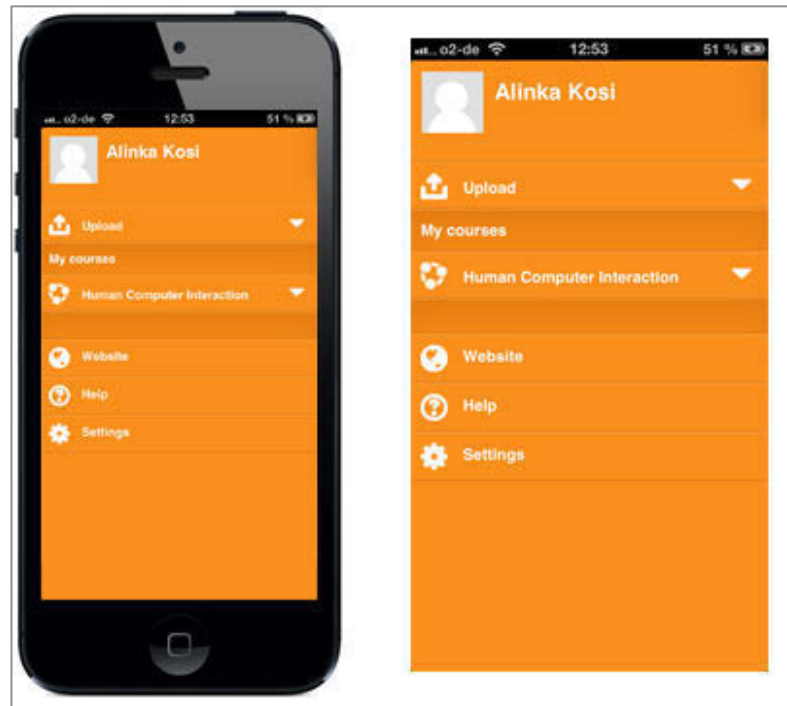 o2-de 12:53 51 %
Alinka Kosi
Upload
My courses
Human Computer Interaction
Website
Help
Settings
o2-de 12:53 51 %
Alinka Kosi
Upload
My courses
Human Computer Interaction
Website
Help
Settings